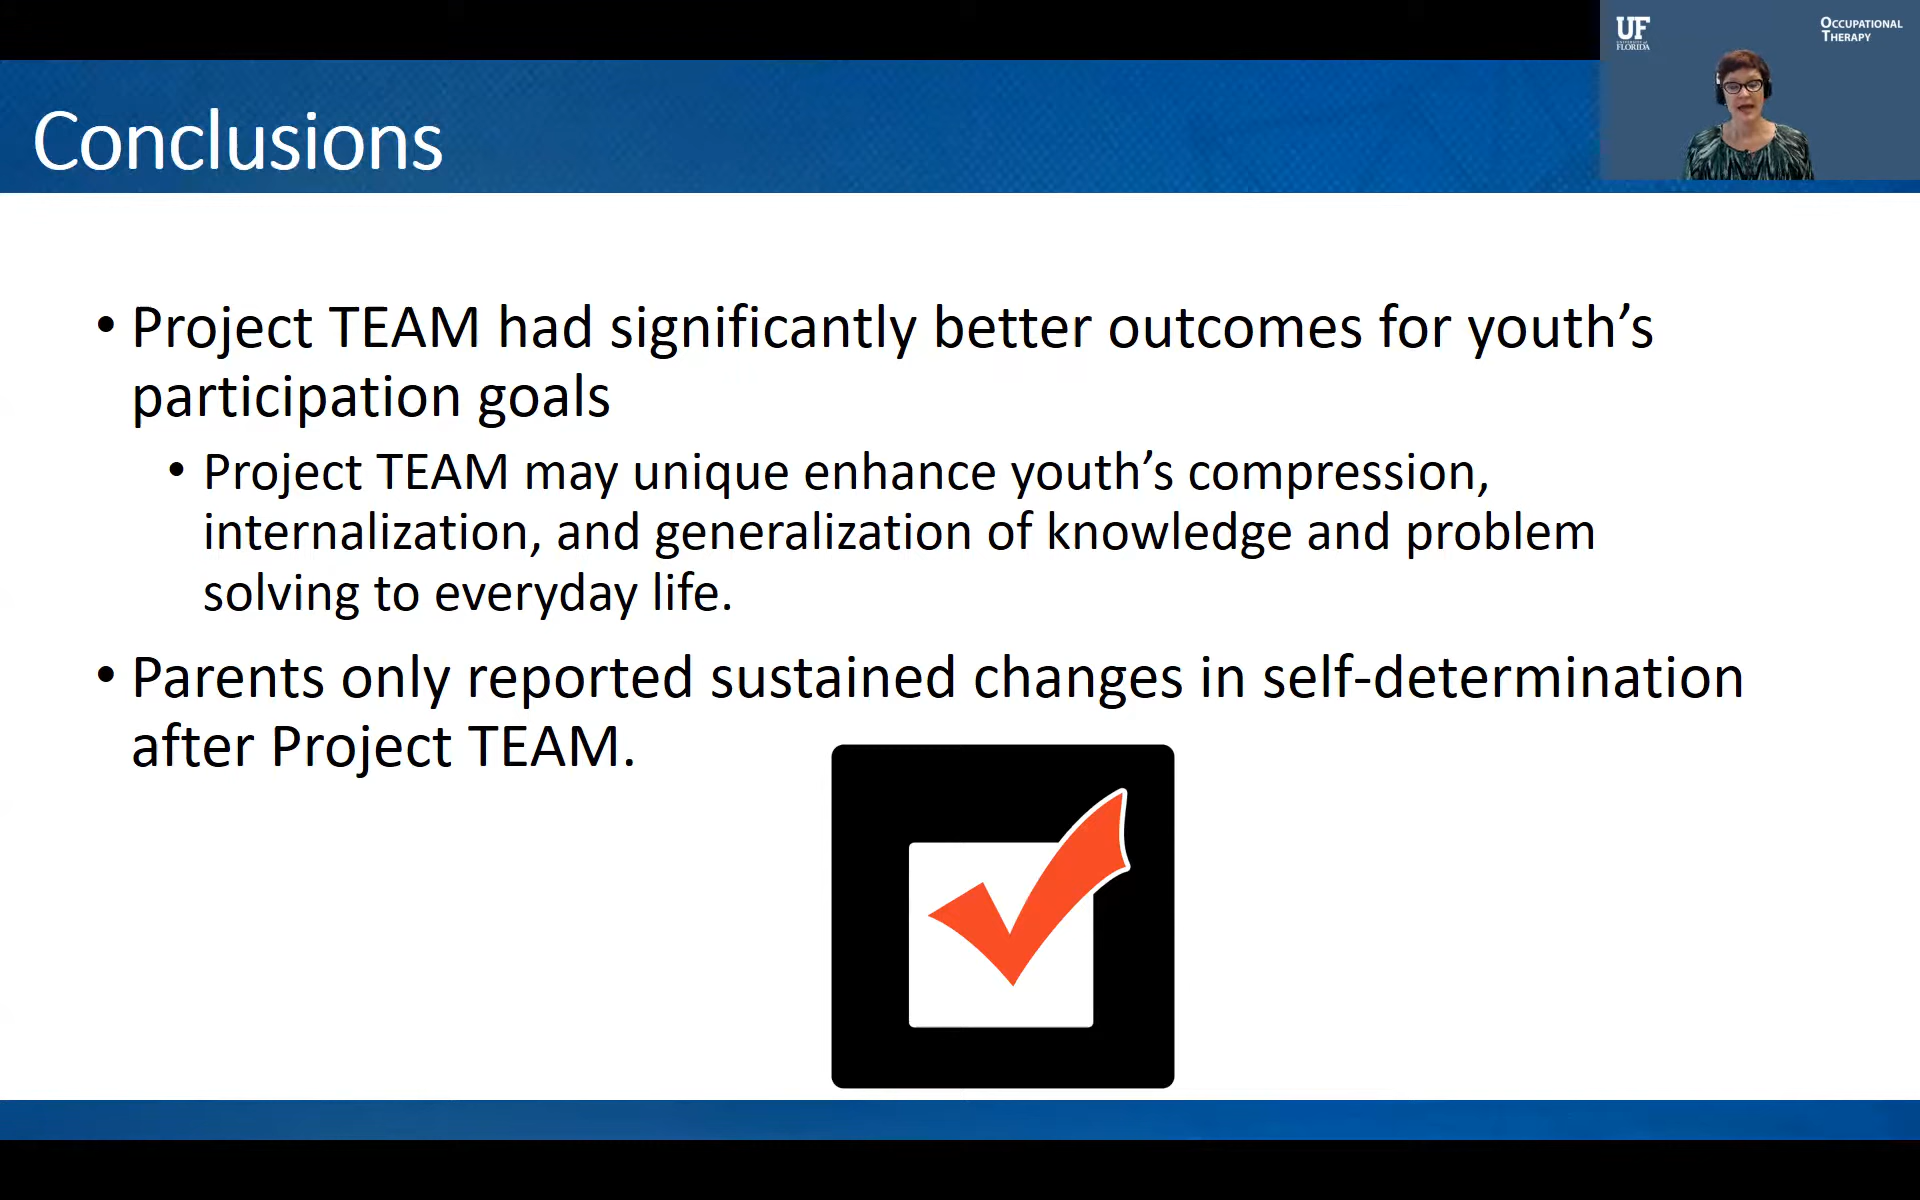 UF
UNIVERSITY of
FLORIDA
OCCUPATIONAL
THERAPY
Conclusions
• Project TEAM had significantly better outcomes for youth’s
participation goals
• Project TEAM may unique enhance youth’s compression,
internalization, and generalization of knowledge and problem
solving to everyday life.
• Parents only reported sustained changes in self-determination
after Project TEAM.